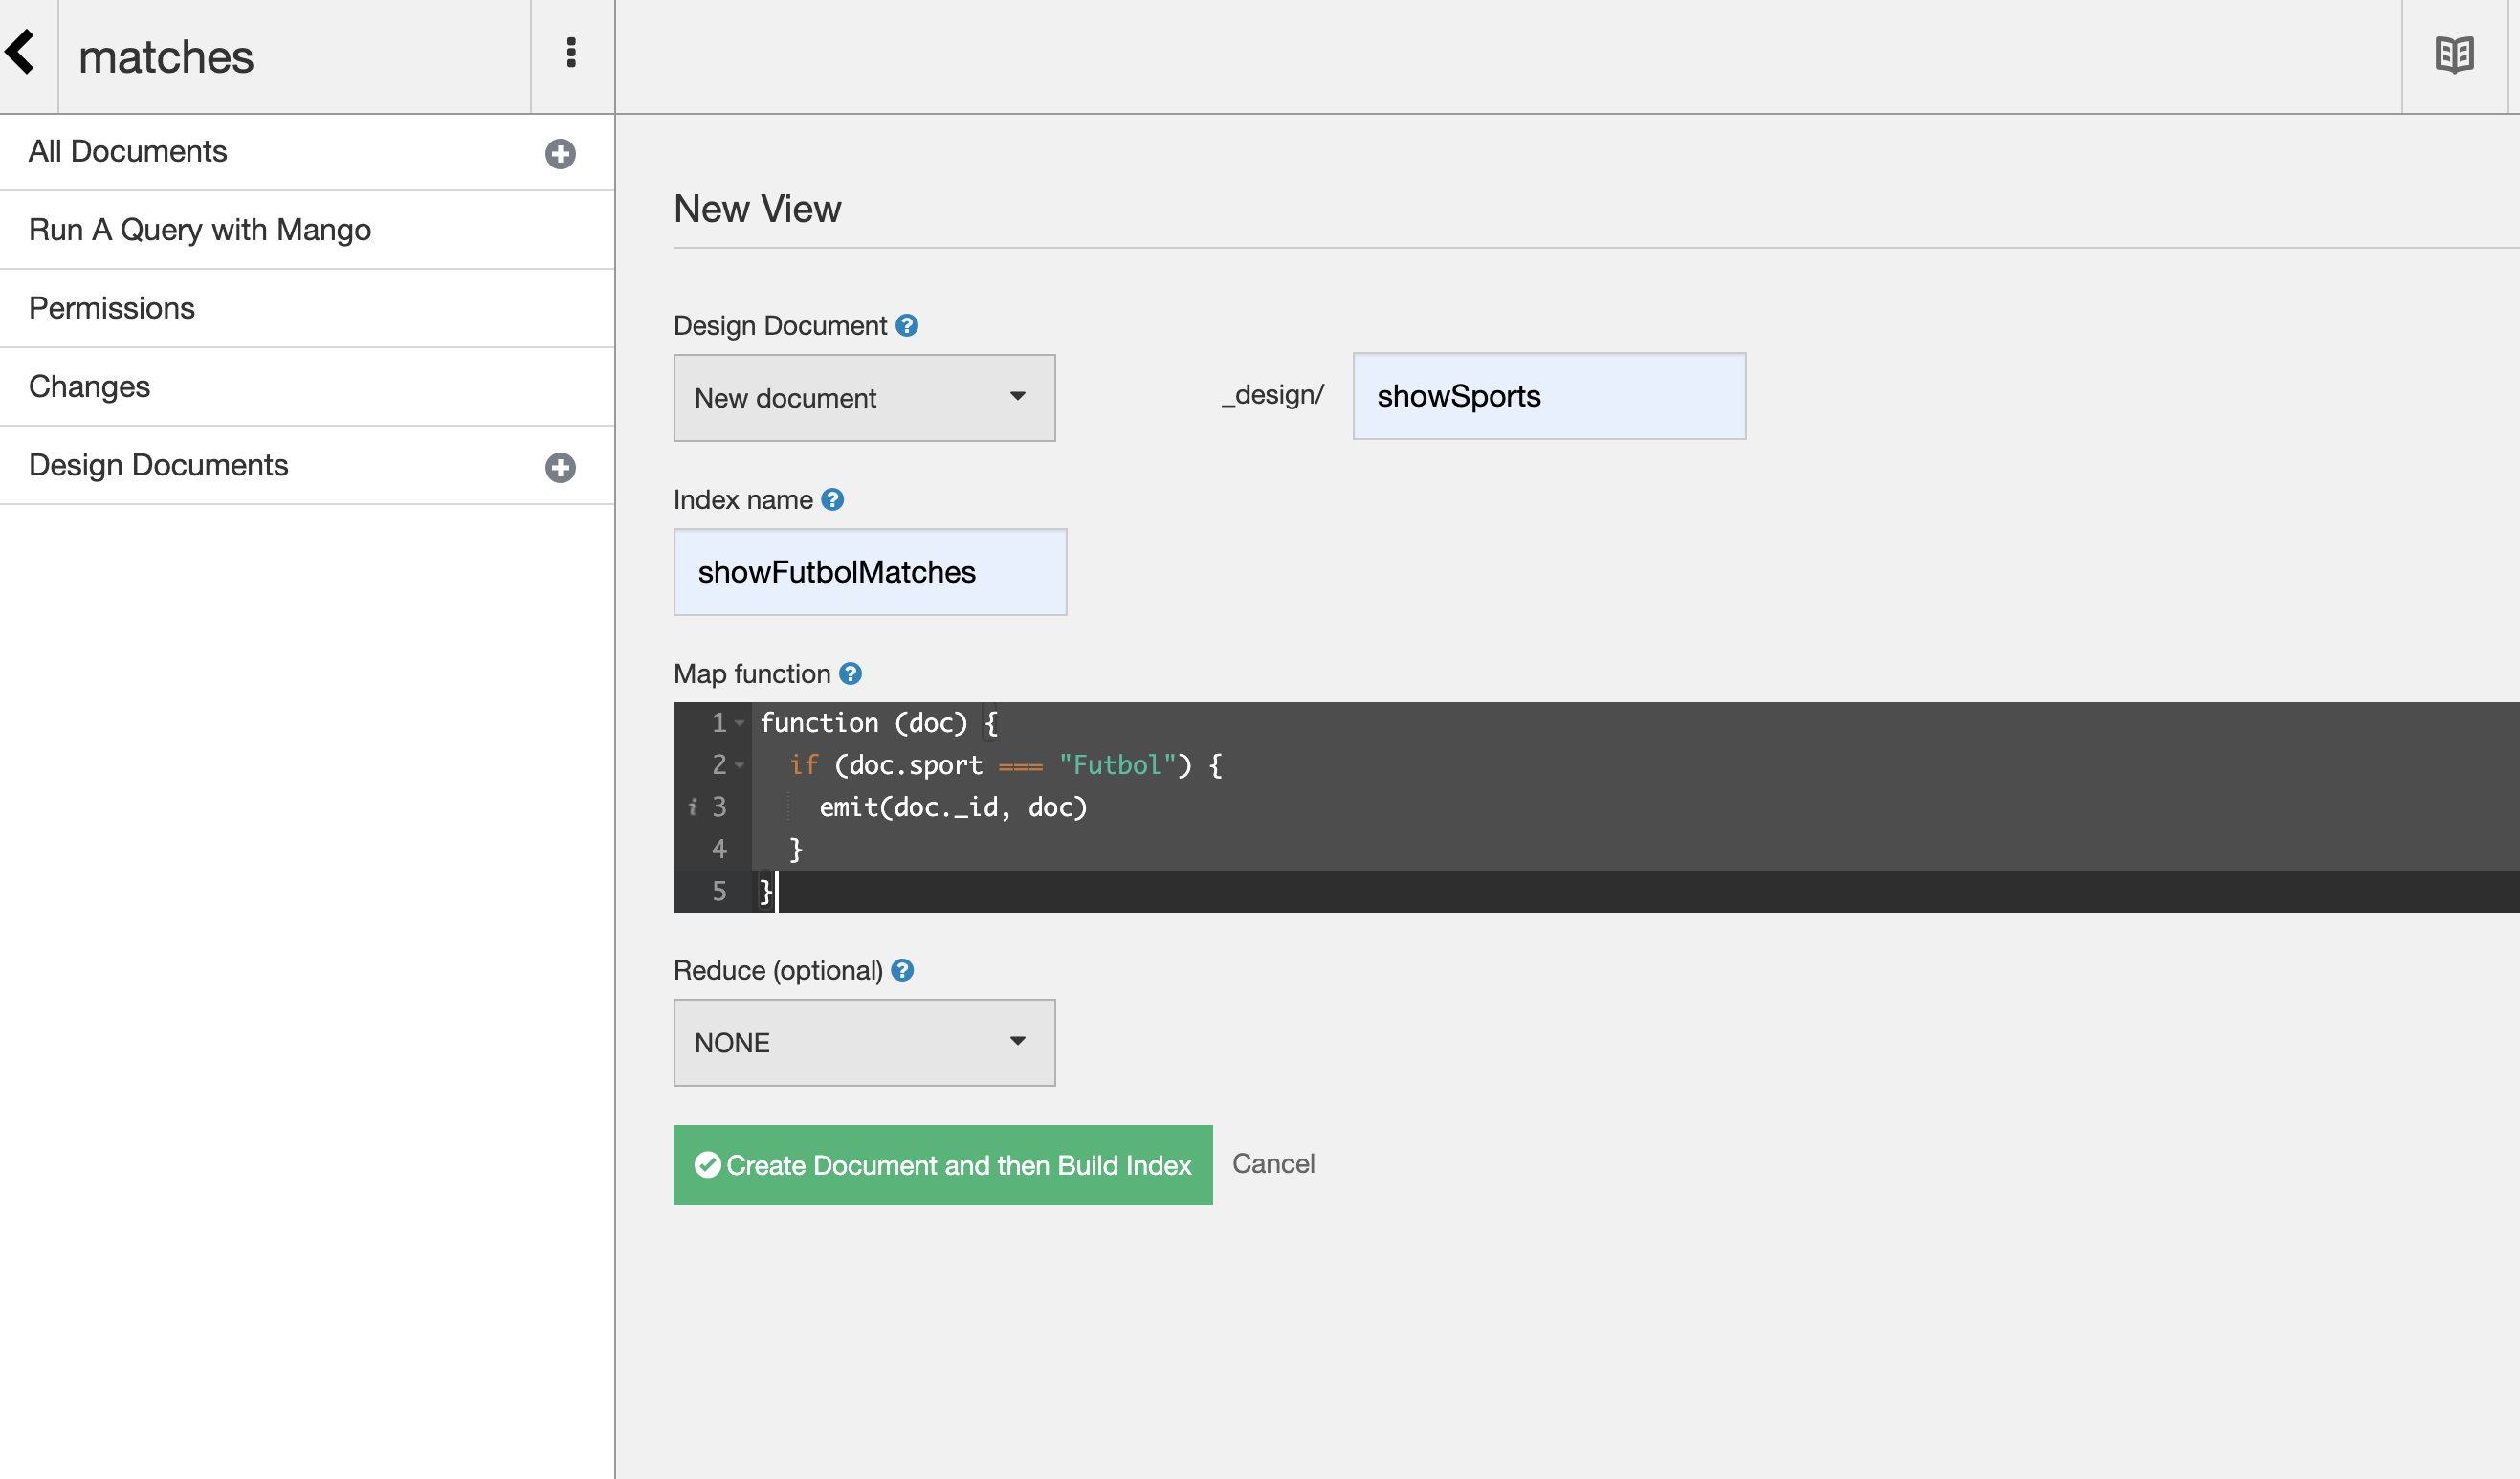 matches
All Documents
Run A Query with Mango
Permissions
Changes
Design Documents
New View
Design Document
New document
_design/
showSports
Index name
showFutbolMatches
Map function
1 function (doc) {
2   if (doc.sport === "Futbol") {
i 3     emit(doc._id, doc)
4   }
5 }
Reduce (optional)
NONE
Create Document and then Build Index
Cancel